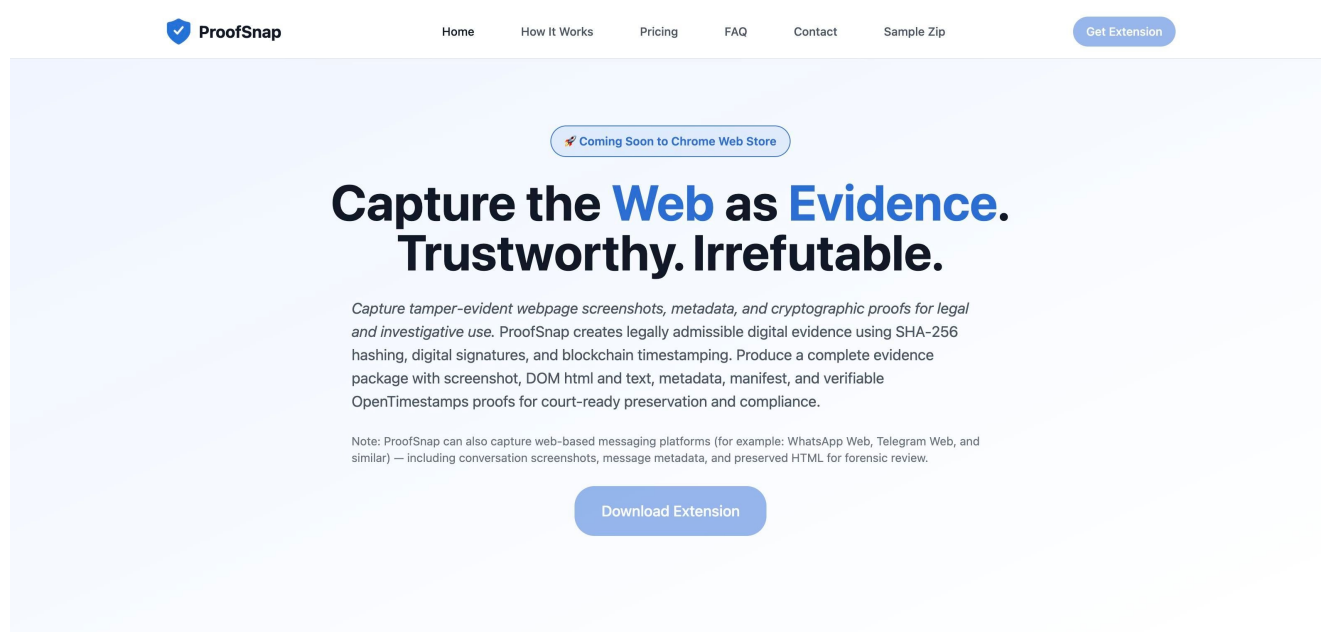 ProofSnap
Home
How It Works
Pricing
FAQ
Contact
Sample Zip
Get Extension
🚀 Coming Soon to Chrome Web Store
Capture the Web as Evidence.
Trustworthy. Irrefutable.
Capture tamper-evident webpage screenshots, metadata, and cryptographic proofs for legal
and investigative use. ProofSnap creates legally admissible digital evidence using SHA-256
hashing, digital signatures, and blockchain timestamping. Produce a complete evidence
package with screenshot, DOM html and text, metadata, manifest, and verifiable
OpenTimestamps proofs for court-ready preservation and compliance.
Note: ProofSnap can also capture web-based messaging platforms (for example: WhatsApp Web, Telegram Web, and
similar) — including conversation screenshots, message metadata, and preserved HTML for forensic review.
Download Extension